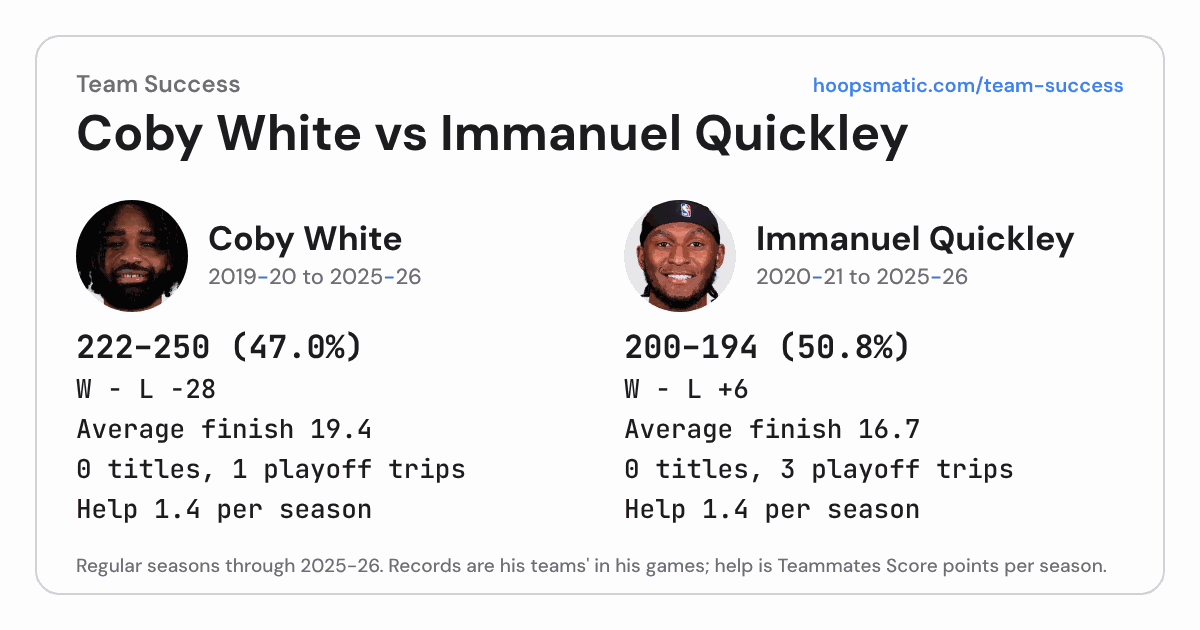 Team Success
hoopsmatic.com/team-success
Coby White vs Immanuel Quickley
Coby White
2019-20 to 2025-26
222-250 (47.0%)
W - L -28
Average finish 19.4
0 titles, 1 playoff trips
Help 1.4 per season
Immanuel Quickley
2020-21 to 2025-26
200-194 (50.8%)
W - L +6
Average finish 16.7
0 titles, 3 playoff trips
Help 1.4 per season
Regular seasons through 2025-26. Records are his teams' in his games; help is Teammates Score points per season.